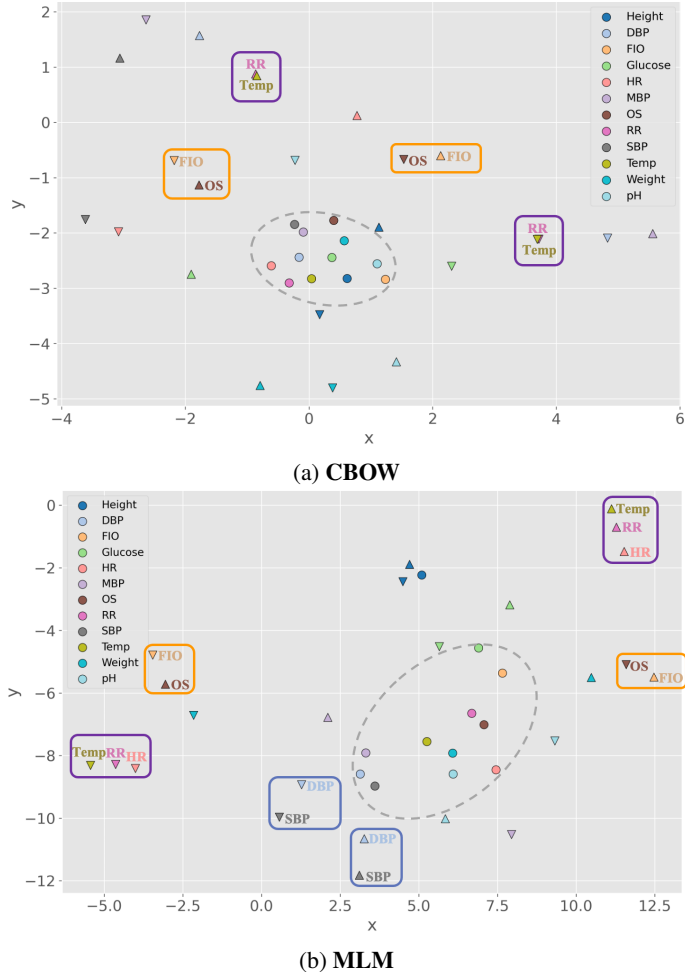 2
1
0
−1
−2
−3
−4
−5
y
−4
−2
0
2
4
6
x
Height
DBP
FIO
Glucose
HR
MBP
OS
RR
SBP
Temp
Weight
pH
RR
Temp
FIO
OS
OS
FIO
RR
Temp
(a) CBOW
0
−2
−4
−6
−8
−10
−12
y
−5.0
−2.5
0.0
2.5
5.0
7.5
10.0
12.5
x
Height
DBP
FIO
Glucose
HR
MBP
OS
RR
SBP
Temp
Weight
pH
Temp
RR
HR
FIO
OS
OS
FIO
Temp RR HR
DBP
SBP
DBP
SBP
(b) MLM